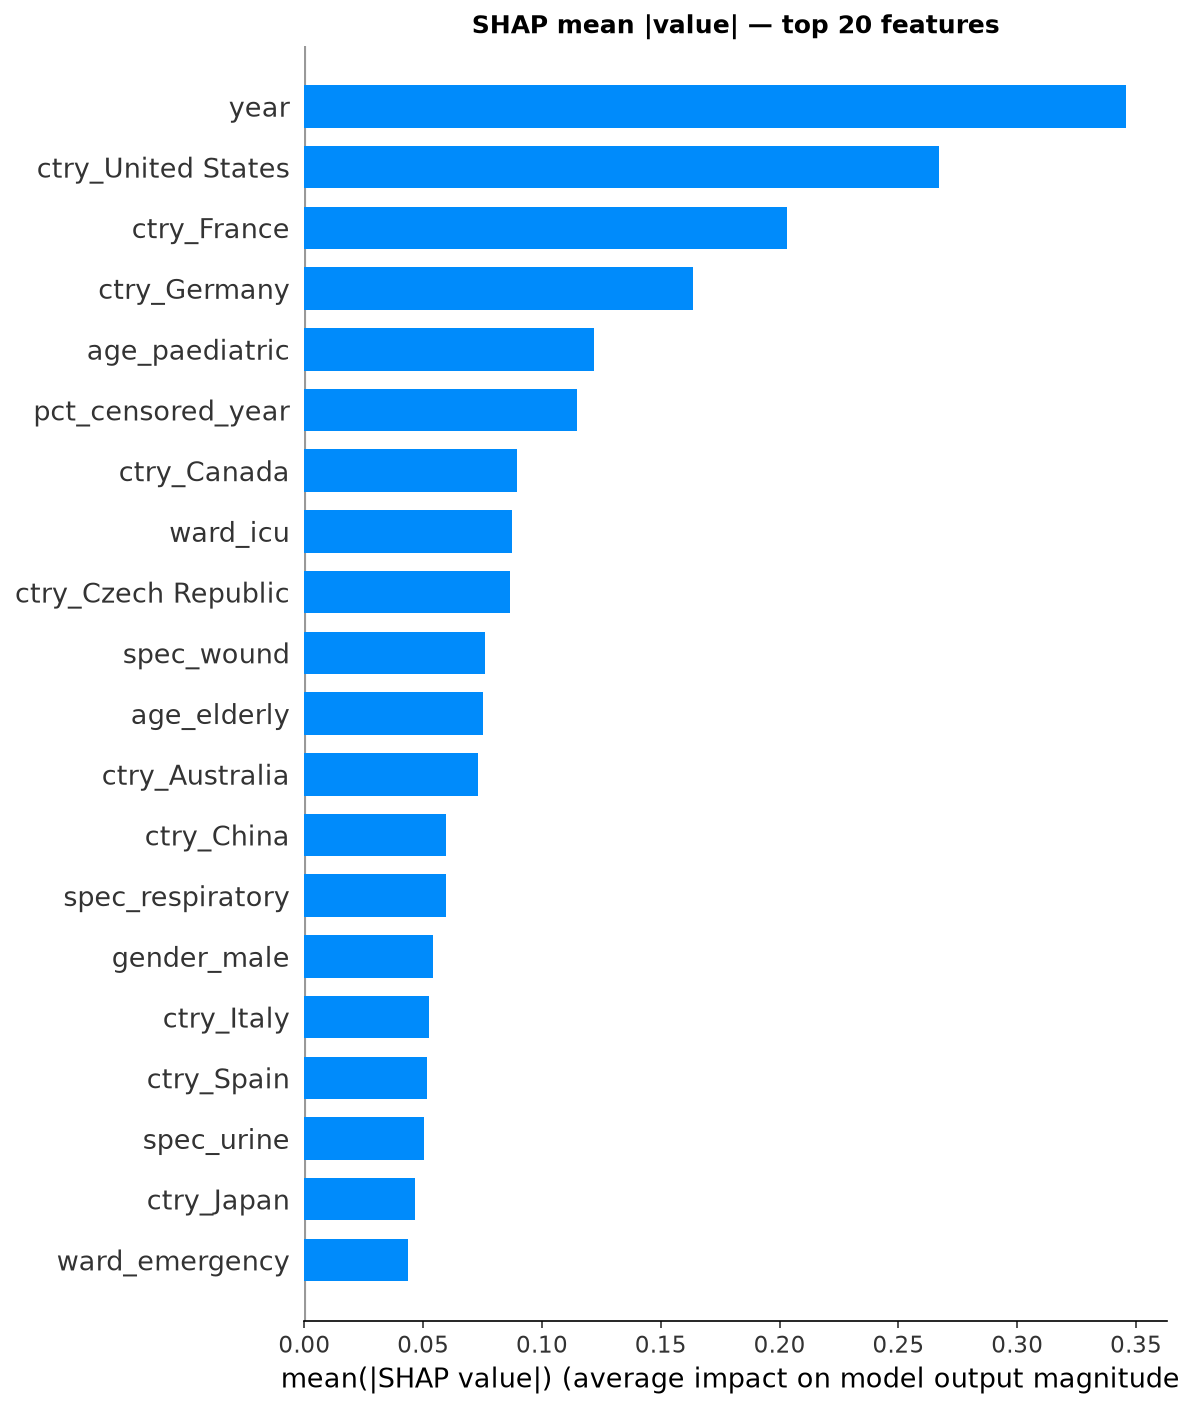 SHAP mean |value| — top 20 features
year
ctry_United States
ctry_France
ctry_Germany
age_paediatric
pct_censored_year
ctry_Canada
ward_icu
ctry_Czech Republic
spec_wound
age_elderly
ctry_Australia
ctry_China
spec_respiratory
gender_male
ctry_Italy
ctry_Spain
spec_urine
ctry_Japan
ward_emergency
0.00 0.05 0.10 0.15 0.20 0.25 0.30 0.35
mean(|SHAP value|) (average impact on model output magnitude